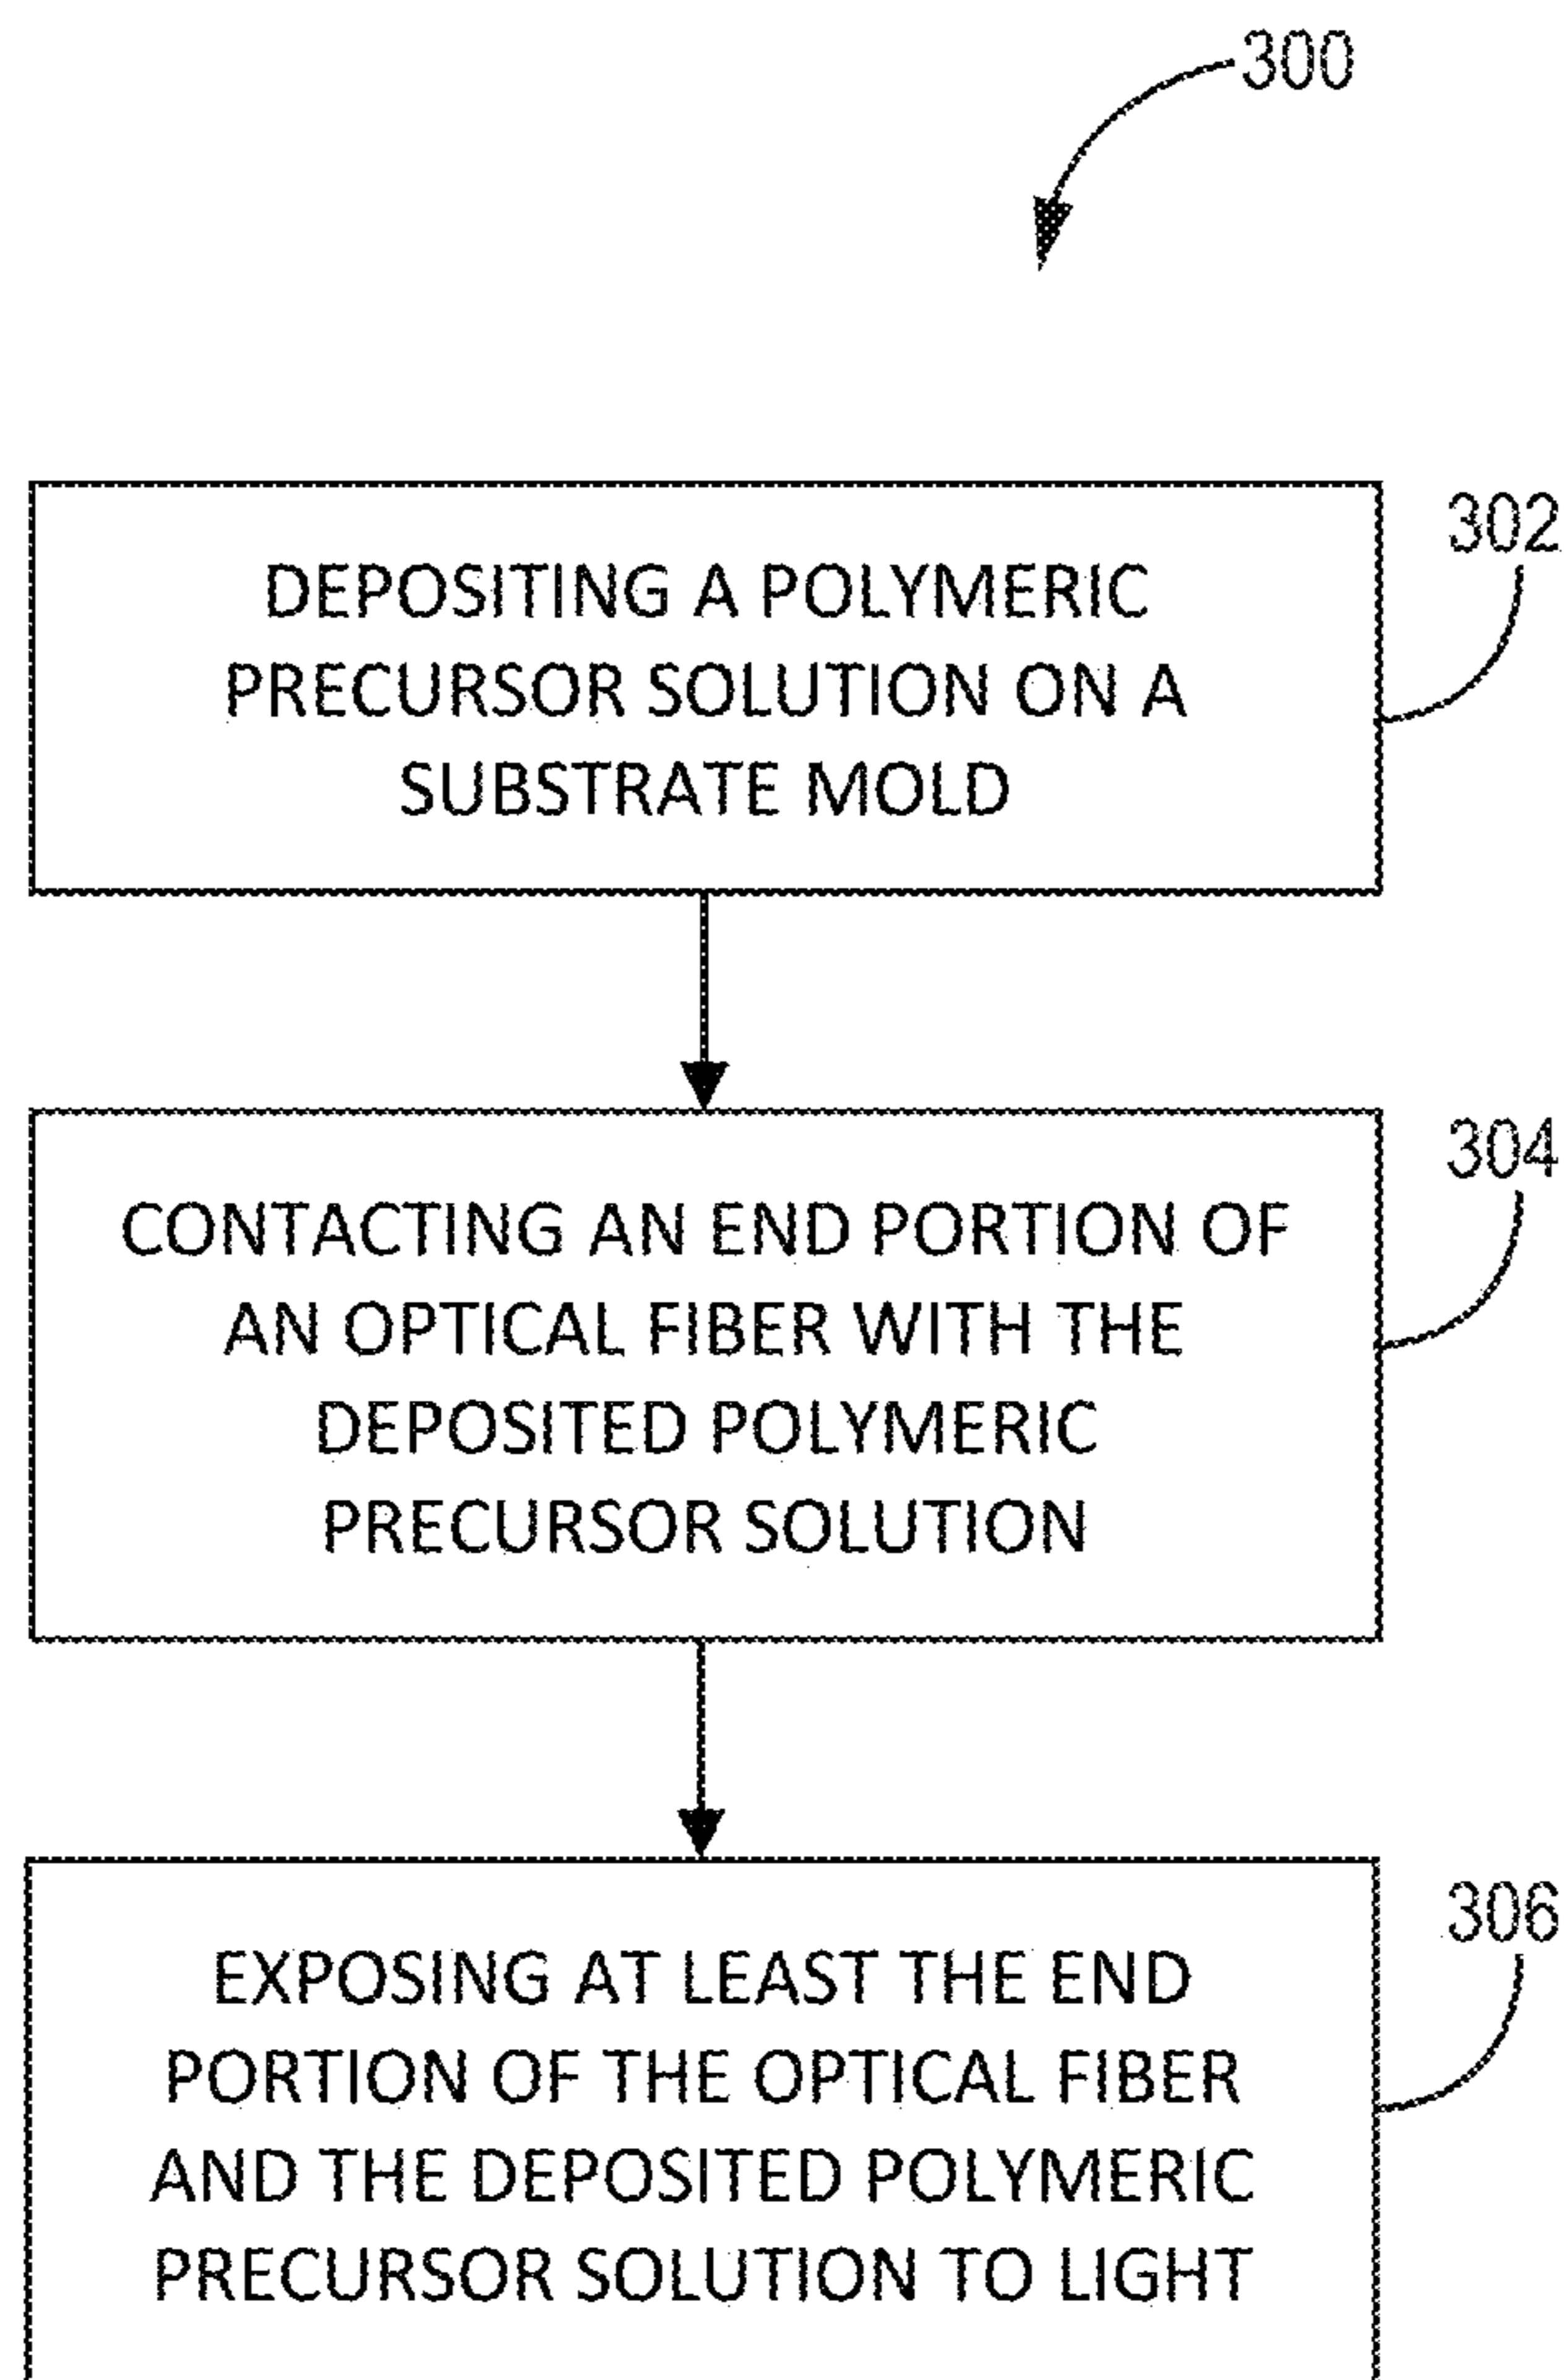 300
302
DEPOSITING A POLYMERIC
PRECURSOR SOLUTION ON A
SUBSTRATE MOLD
304
CONTACTING AN END PORTION OF
AN OPTICAL FIBER WITH THE
DEPOSITED POLYMERIC
PRECURSOR SOLUTION
306
EXPOSING AT LEAST THE END
PORTION OF THE OPTICAL FIBER
AND THE DEPOSITED POLYMERIC
PRECURSOR SOLUTION TO LIGHT